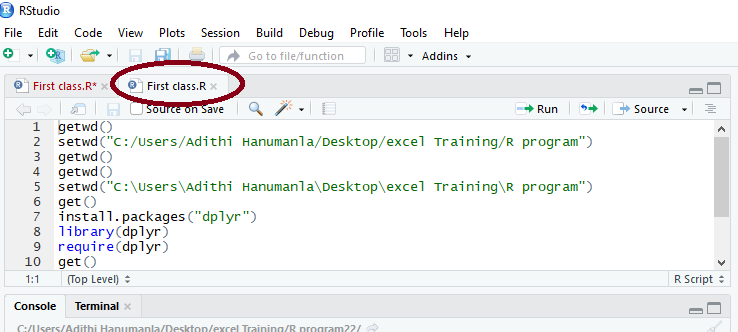 RStudio
File Edit Code View Plots Session Build Debug Profile Tools Help
Go to file/function Addins
First class.R* First class.R
Source on Save Run Source
1 getwd()
2 setwd("C:/Users/Adithi Hanumanla/Desktop/excel Training/R program")
3 getwd()
4 getwd()
5 setwd("C:\Users\Adithi Hanumanla\Desktop\excel Training\R program")
6 get()
7 install.packages("dplyr")
8 library(dplyr)
9 require(dplyr)
10 get()
1:1 (Top Level) R Script
Console Terminal
C:/Users/Adithi Hanumanla/Desktop/excel Training/R program22/